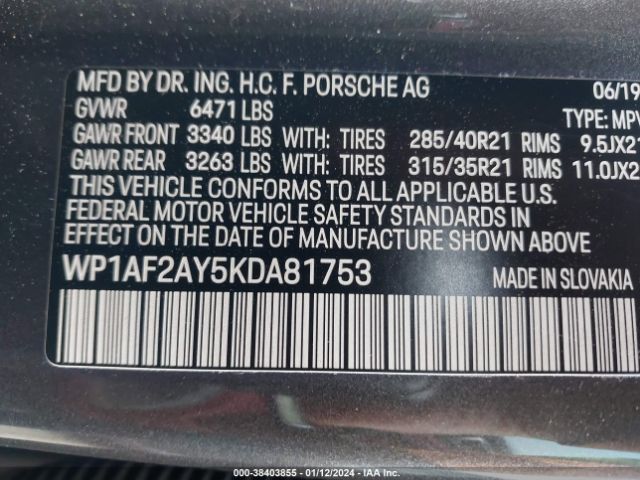 MFD BY DR. ING. H.C. F. PORSCHE AG 06/19
GVWR 6471 LBS TYPE: MPV
GAWR FRONT 3340 LBS WITH: TIRES 285/40R21 RIMS 9.5JX21
GAWR REAR 3263 LBS WITH: TIRES 315/35R21 RIMS 11.0JX2
THIS VEHICLE CONFORMS TO ALL APPLICABLE U.S.
FEDERAL MOTOR VEHICLE SAFETY STANDARDS IN
EFFECT ON THE DATE OF MANUFACTURE SHOWN ABOVE.
WP1AF2AY5KDA81753 MADE IN SLOVAKIA
000-38403855 - 01/12/2024 - IAA Inc.